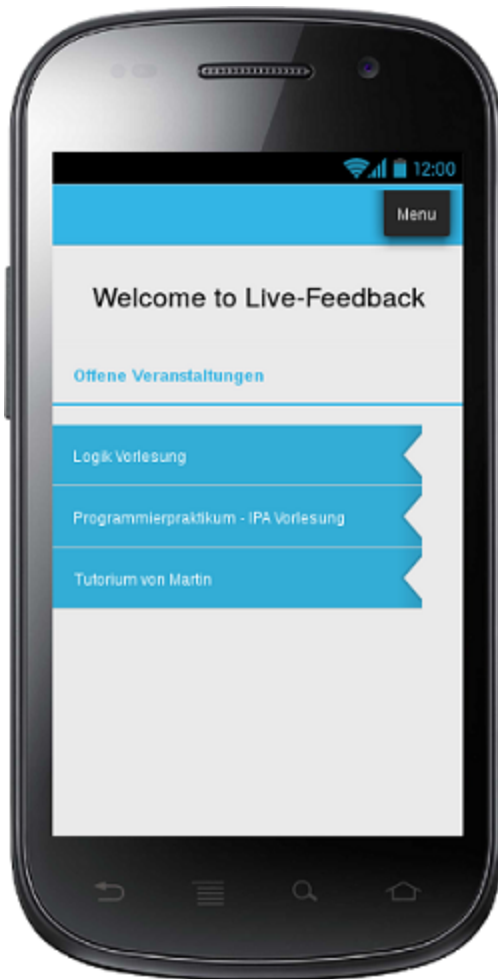 12:00
Menu
Welcome to Live-Feedback
Offene Veranstaltungen
Logik Vorlesung
Programmierpraktikum - IPA Vorlesung
Tutorium von Martin